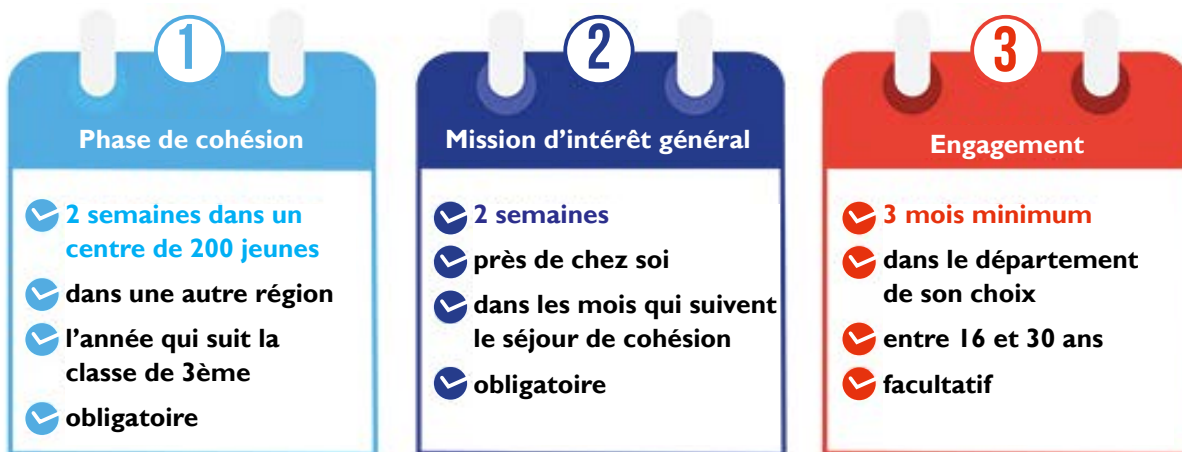 1
Phase de cohésion
2 semaines dans un
centre de 200 jeunes
dans une autre région
l'année qui suit la
classe de 3ème
obligatoire
2
Mission d'intérêt général
2 semaines
près de chez soi
dans les mois qui suivent
le séjour de cohésion
obligatoire
3
Engagement
3 mois minimum
dans le département
de son choix
entre 16 et 30 ans
facultatif